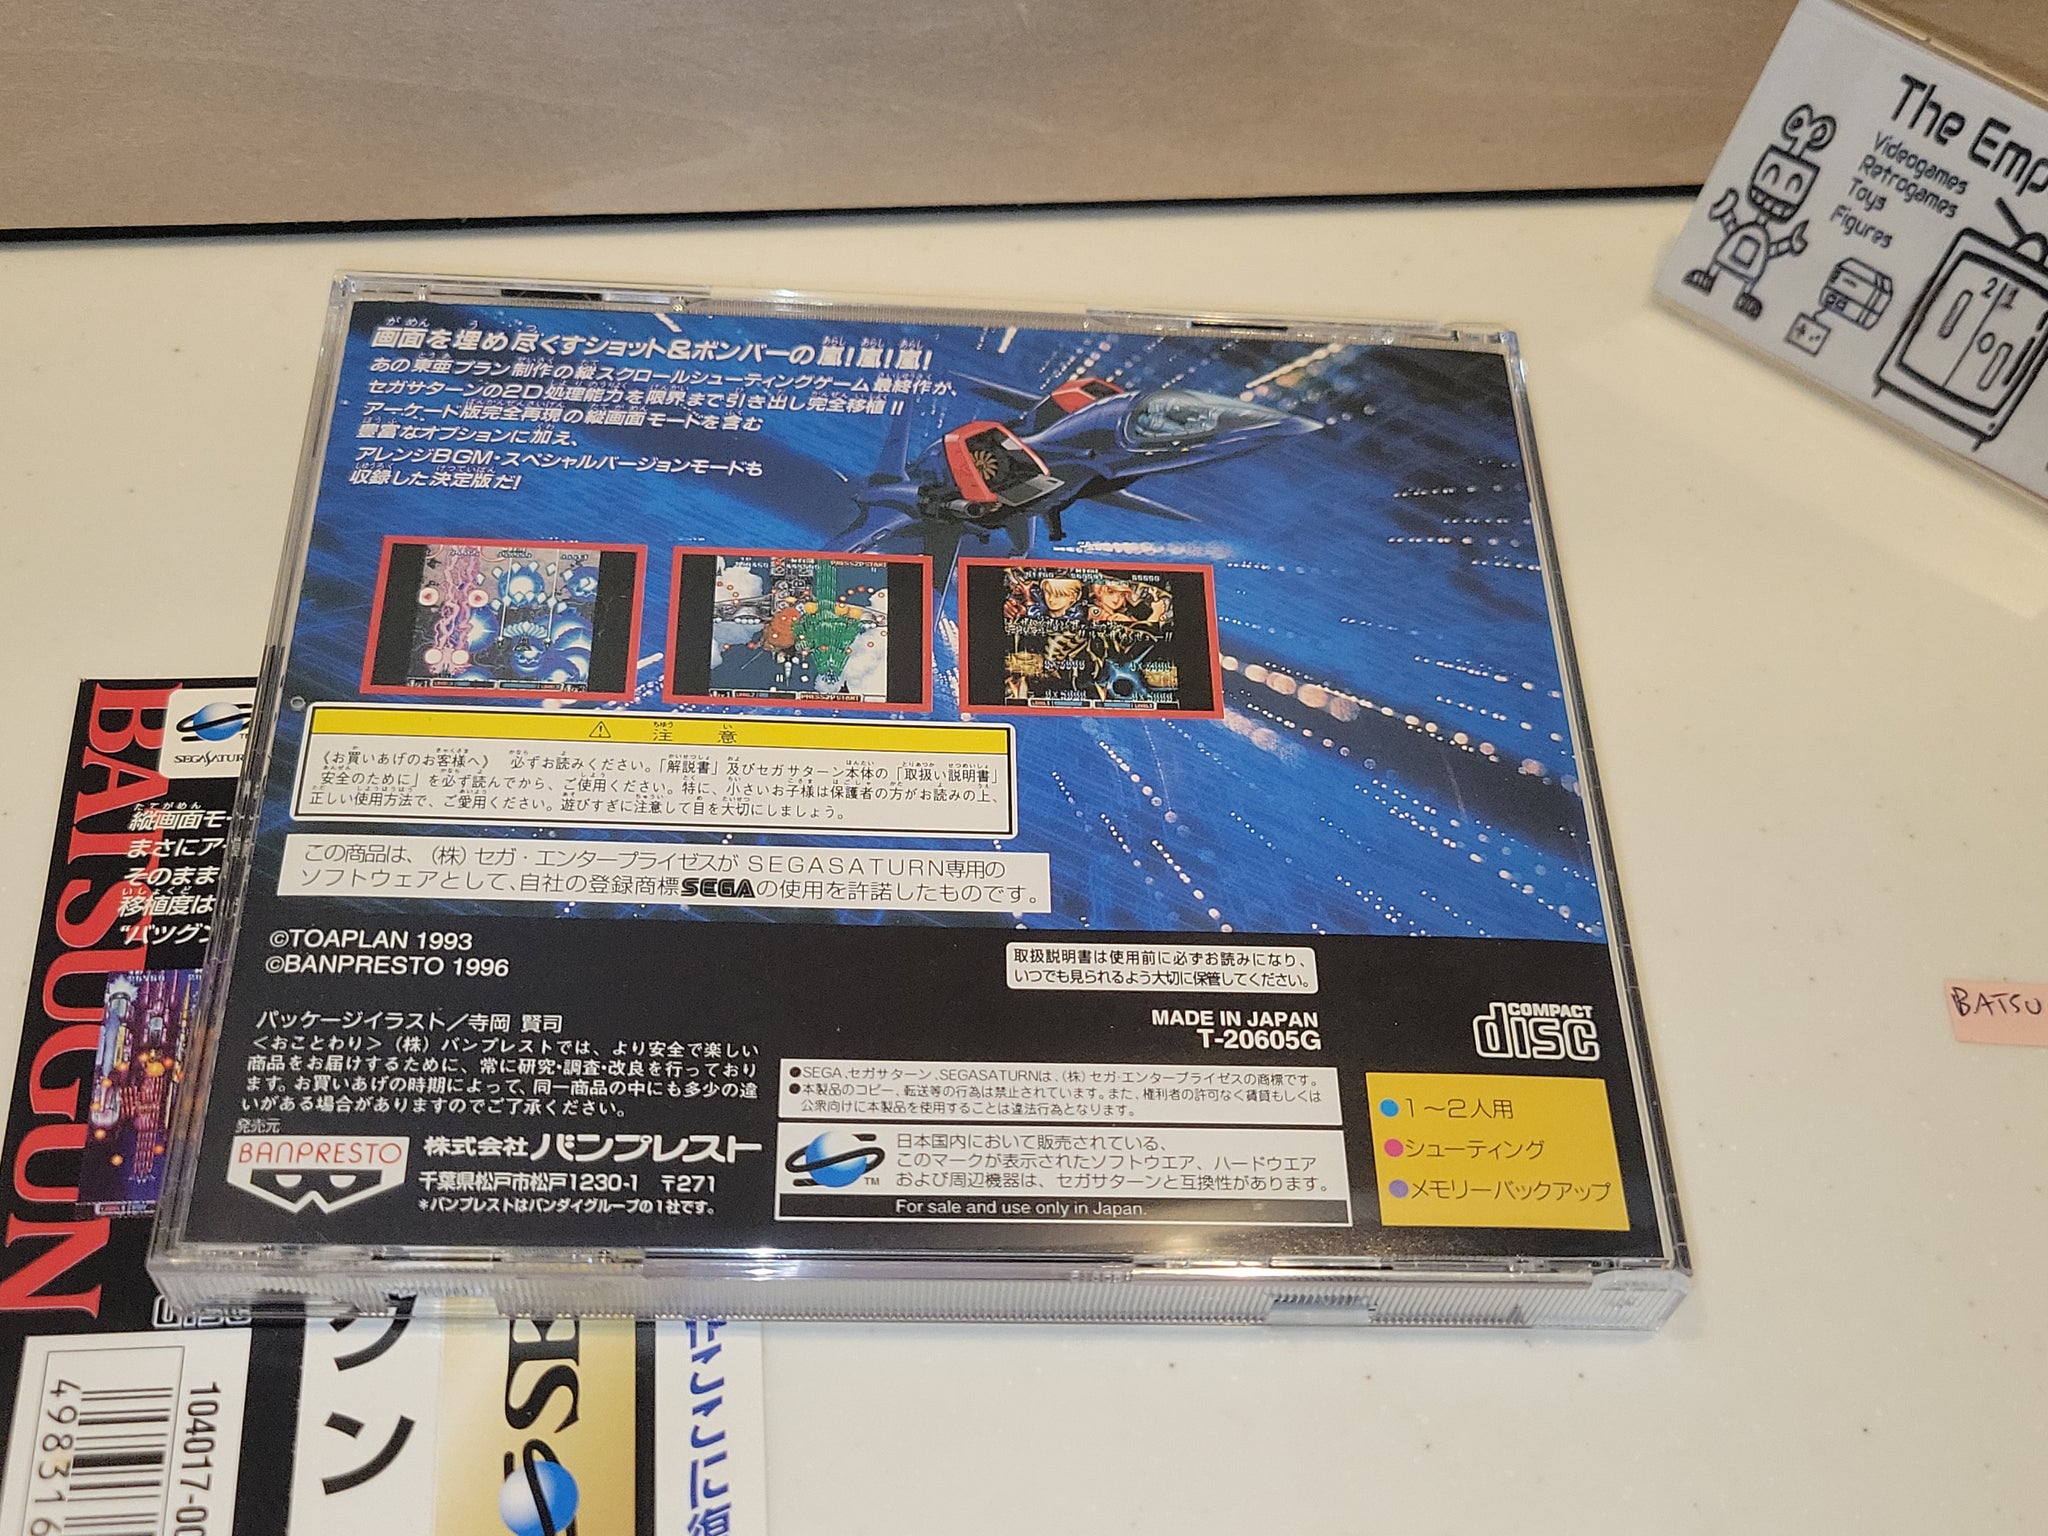 The Emp
Videogames
Retrogames
Toys
Figures
画面を埋め尽くすショット&ボンバーの嵐!嵐!嵐!
あの東亜プラン制作の縦スクロールシューティングゲーム最終作が、
セガサターンの2D処理能力を限界まで引き出し完全移植!!
アーケード版完全再現の縦画面モードを含む
豊富なオプションに加え、
アレンジBGM・スペシャルバージョンモードも
収録した決定版だ!
注意
《お買いあげのお客様へ》 必ずお読みください。「解説書」及びセガサターン本体の「取扱い説明書」
安全のために」を必ず読んでから、ご使用ください。特に、小さいお子様は保護者の方がお読みの上、
正しい使用方法で、ご愛用ください。遊びすぎに注意して目を大切にしましょう。
この商品は、(株)セガ・エンタープライゼスが SEGASATURN専用の
ソフトウェアとして、自社の登録商標SEGAの使用を許諾したものです。
©TOAPLAN 1993
©BANPRESTO 1996
取扱説明書は使用前に必ずお読みになり、
いつでも見られるよう大切に保管してください。
MADE IN JAPAN
T-20605G
COMPACT
disc
パッケージイラスト/寺岡 賢司
<おことわり>(株)バンプレストでは、より安全で楽しい
商品をお届けするために、常に研究・調査・改良を行っており
ます。お買いあげの時期によって、同一商品の中にも多少の違
いがある場合がありますのでご了承ください。
発売元
BANPRESTO
株式会社バンプレスト
千葉県松戸市松戸1230-1 〒271
*バンプレストはバンダイグループの1社です。
●SEGA、セガサターン、SEGASATURNは、(株)セガ・エンタープライゼスの商標です。
●本製品のコピー、転送等の行為は禁止されています。また、権利者の許可なく賃貸もしくは
公衆向けに本製品を使用することは違法行為となります。
日本国内において販売されている、
このマークが表示されたソフトウエア、ハードウエア
および周辺機器は、セガサターンと互換性があります。
TM
For sale and use only in Japan.
●1〜2人用
●シューティング
●メモリーバックアップ
BATSU
BATSUGUN
SEGASATUR
縦画面モー
まさにア
そのまま
移植度は
"バツグン
disc
104017-00
498316